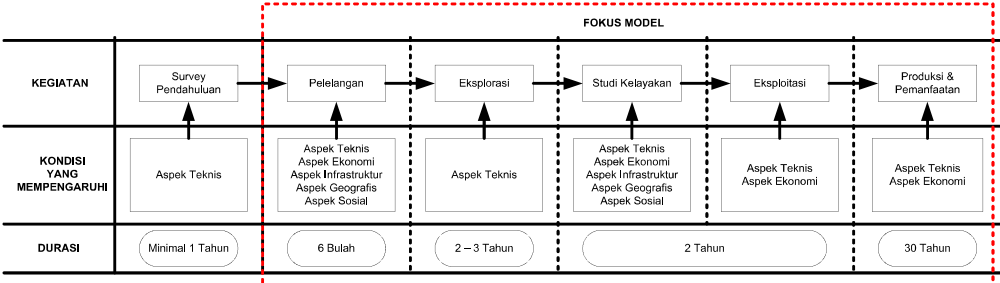 FOKUS MODEL
KEGIATAN
Survey
Pendahuluan
Pelelangan
Eksplorasi
Studi Kelayakan
Eksploitasi
Produksi &
Pemanfaatan
KONDISI
YANG
MEMPENGARUHI
Aspek Teknis
Aspek Teknis
Aspek Ekonomi
Aspek Infrastruktur
Aspek Geografis
Aspek Sosial
Aspek Teknis
Aspek Teknis
Aspek Ekonomi
Aspek Infrastruktur
Aspek Geografis
Aspek Sosial
Aspek Teknis
Aspek Ekonomi
Aspek Teknis
Aspek Ekonomi
DURASI
Minimal 1 Tahun
6 Bulah
2 – 3 Tahun
2 Tahun
30 Tahun